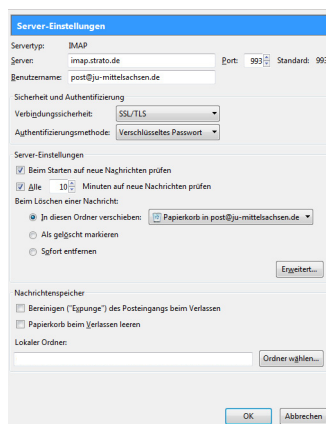 Server-Einstellungen
Servertyp: IMAP
Server: imap.strato.de Port: 993 Standard: 993
Benutzername: post@ju-mittelsachsen.de
Sicherheit und Authentifizierung
Verbindungssicherheit: SSL/TLS
Authentifizierungsmethode: Verschlüsseltes Passwort
Server-Einstellungen
Beim Starten auf neue Nachrichten prüfen
Alle 10 Minuten auf neue Nachrichten prüfen
Beim Löschen einer Nachricht:
In diesen Ordner verschieben: Papierkorb in post@ju-mittelsachsen.de
Als gelöscht markieren
Sofort entfernen
Erweitert...
Nachrichtenspeicher
Bereinigen ("Expunge") des Posteingangs beim Verlassen
Papierkorb beim Verlassen leeren
Lokaler Ordner:
Ordner wählen...
OK Abbrechen